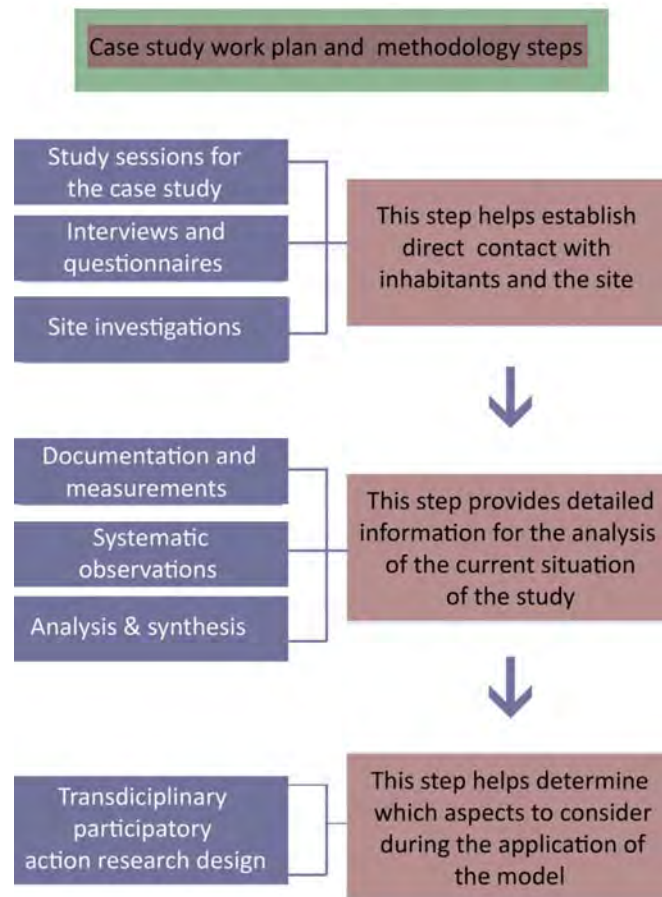 Case study work plan and methodology steps
Study sessions for
the case study
Interviews and
questionnaires
Site investigations
This step helps establish
direct contact with
inhabitants and the site
Documentation and
measurements
Systematic
observations
Analysis & synthesis
This step provides detailed
information for the analysis
of the current situation
of the study
Transdiciplinary
participatory
action research design
This step helps determine
which aspects to consider
during the application of
the model